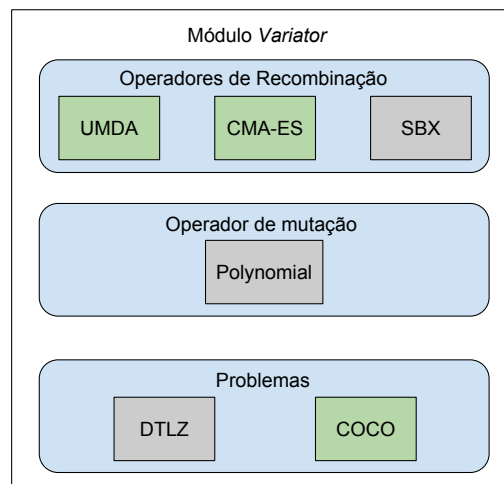 Módulo Variator
Operadores de Recombinação
UMDA CMA-ES SBX
Operador de mutação
Polynomial
Problemas
DTLZ COCO